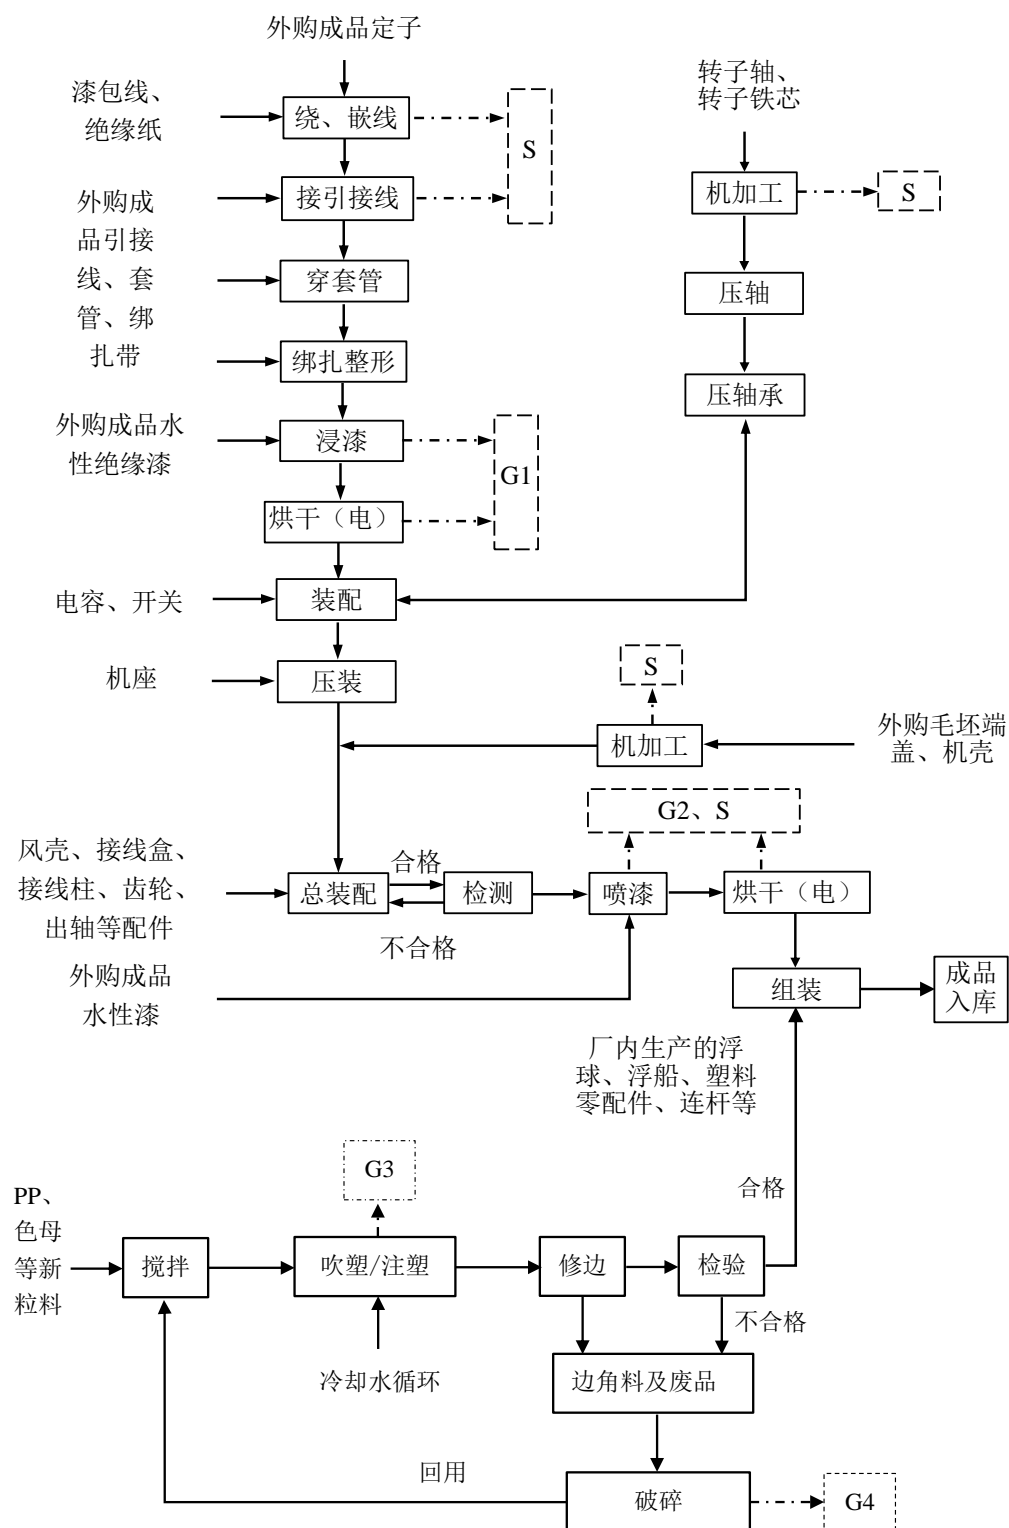 外购成品定子
漆包线、
绝缘纸
绕、嵌线
S
转子轴、
转子铁芯
外购成
品引接
线、套
管、绑
扎带
接引接线
机加工
S
穿套管
压轴
绑扎整形
压轴承
外购成品水
性绝缘漆
浸漆
G1
烘干（电）
电容、开关
装配
机座
压装
S
机加工
外购毛坯端
盖、机壳
G2、S
风壳、接线盒、
接线柱、齿轮、
出轴等配件
总装配
合格
不合格
检测
喷漆
烘干（电）
外购成品
水性漆
组装
成品
入库
厂内生产的浮
球、浮船、塑料
零配件、连杆等
G3
合格
PP、
色母
等新
粒料
搅拌
吹塑/注塑
修边
检验
不合格
冷却水循环
边角料及废品
回用
破碎
G4